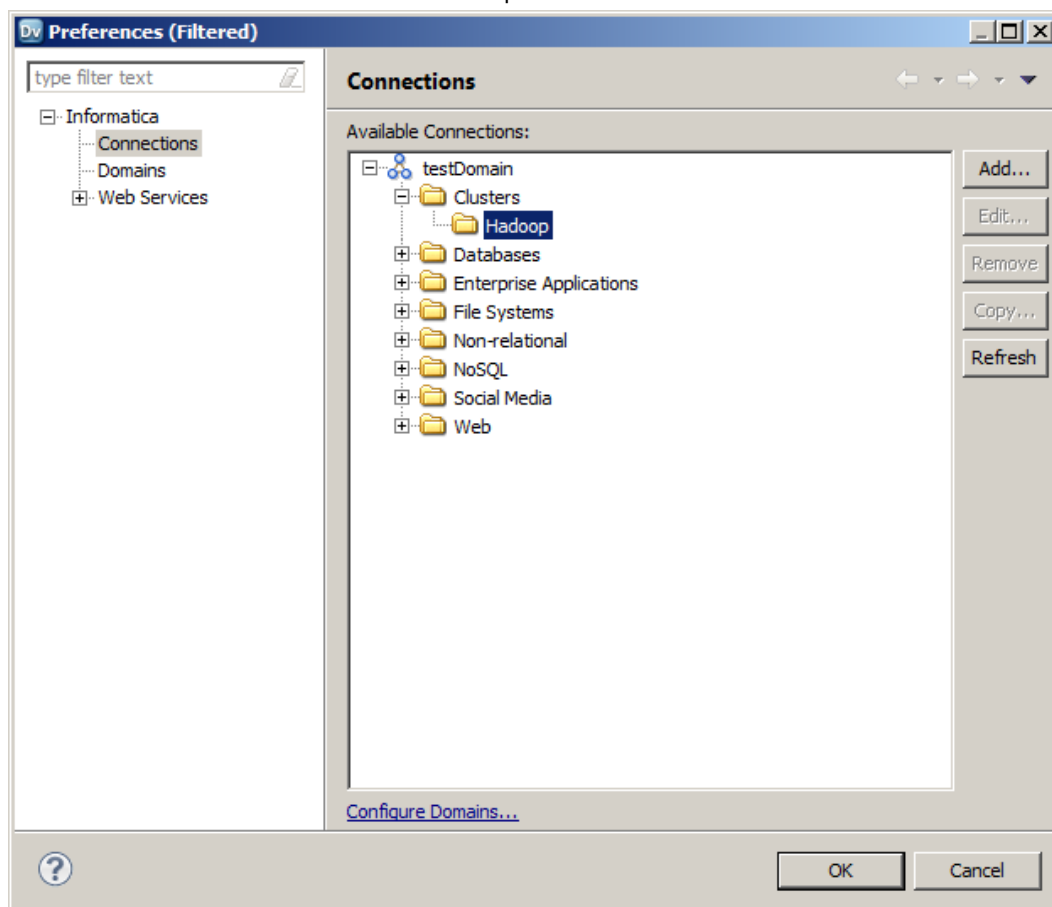 Dv Preferences (Filtered)
type filter text
Informatica
Connections
Domains
Web Services
Connections
Available Connections:
testDomain
Clusters
Hadoop
Databases
Enterprise Applications
File Systems
Non-relational
NoSQL
Social Media
Web
Add...
Edit...
Remove
Copy...
Refresh
Configure Domains...
?
OK
Cancel